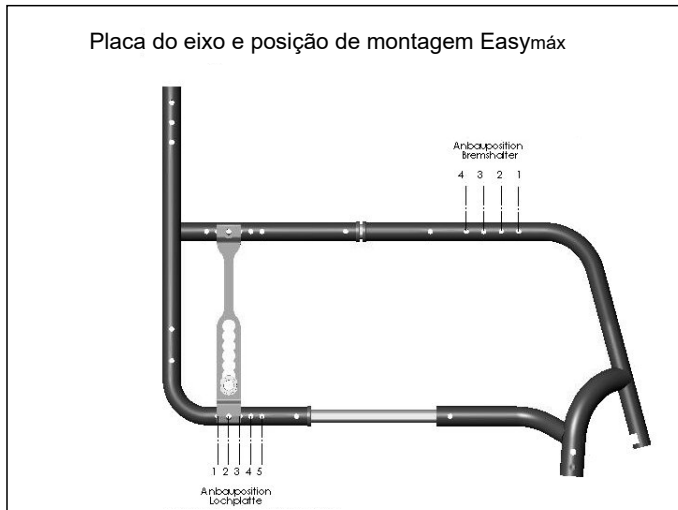 Placa do eixo e posição de montagem Easymáx
Anbauposition
Bremshalter
4 3 2 1
1 2 3 4 5
Anbauposition
Lochplatte